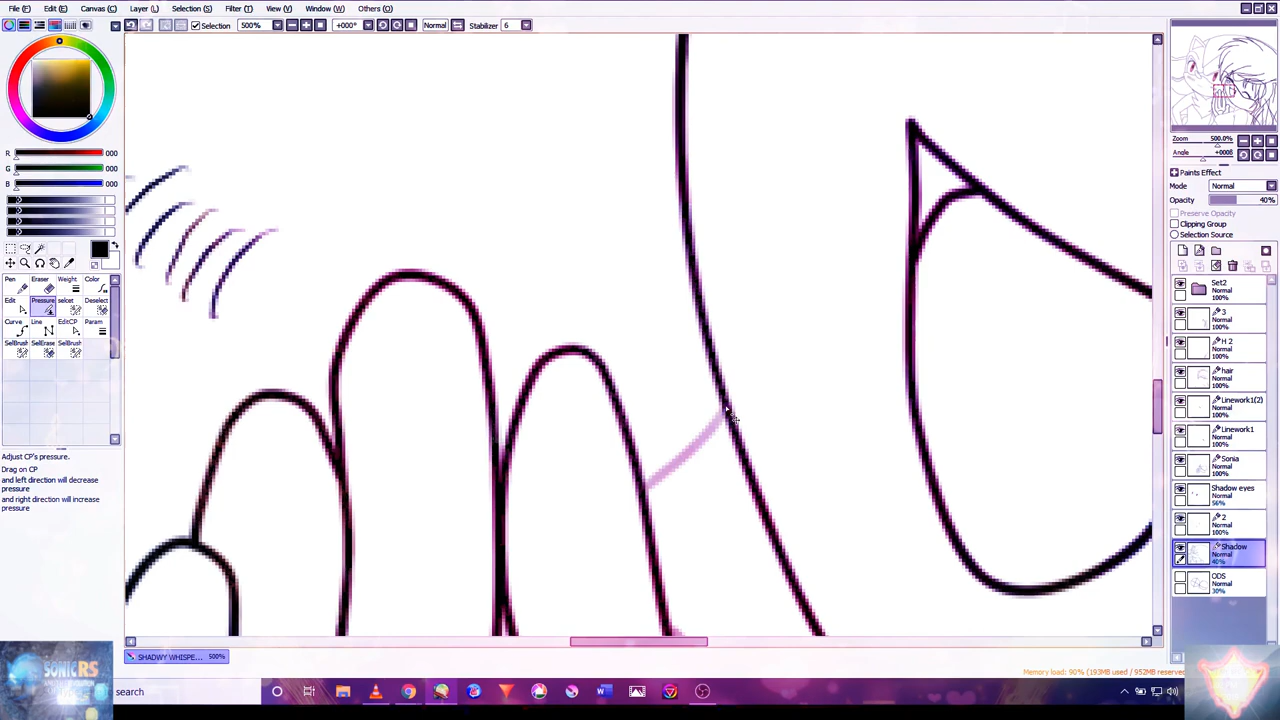 File (F) Edit (E) Canvas (C) Layer (L) Selection (S) Filter (T) View (V) Window (W) Others (O)
Selection 500% +000° Normal Stabilizer 6
R 000
G 000
B 000
Pen Eraser Weight Color
Edit Pressure select Deselect
Curve Line EditCP Param
SelBrush SelErase SelBrush
Adjust CP's pressure.
Drag on CP
and left direction will decrease
pressure
and right direction will increase
pressure
Zoom 500.0%
Angle +000°
Paints Effect
Mode Normal
Opacity 40%
Preserve Opacity
Clipping Group
Selection Source
Set2
Normal
100%
3
Normal
100%
H 2
Normal
100%
hair
Normal
100%
Linework1(2)
Normal
100%
Linework1
Normal
100%
Sonia
Normal
100%
Shadow eyes
Normal
56%
2
Normal
100%
Shadow
Normal
40%
ODS
Normal
30%
SHADWY WHISPE... 500%
Memory load: 90% (193MB used / 952MB reserved
SONIC RS
search